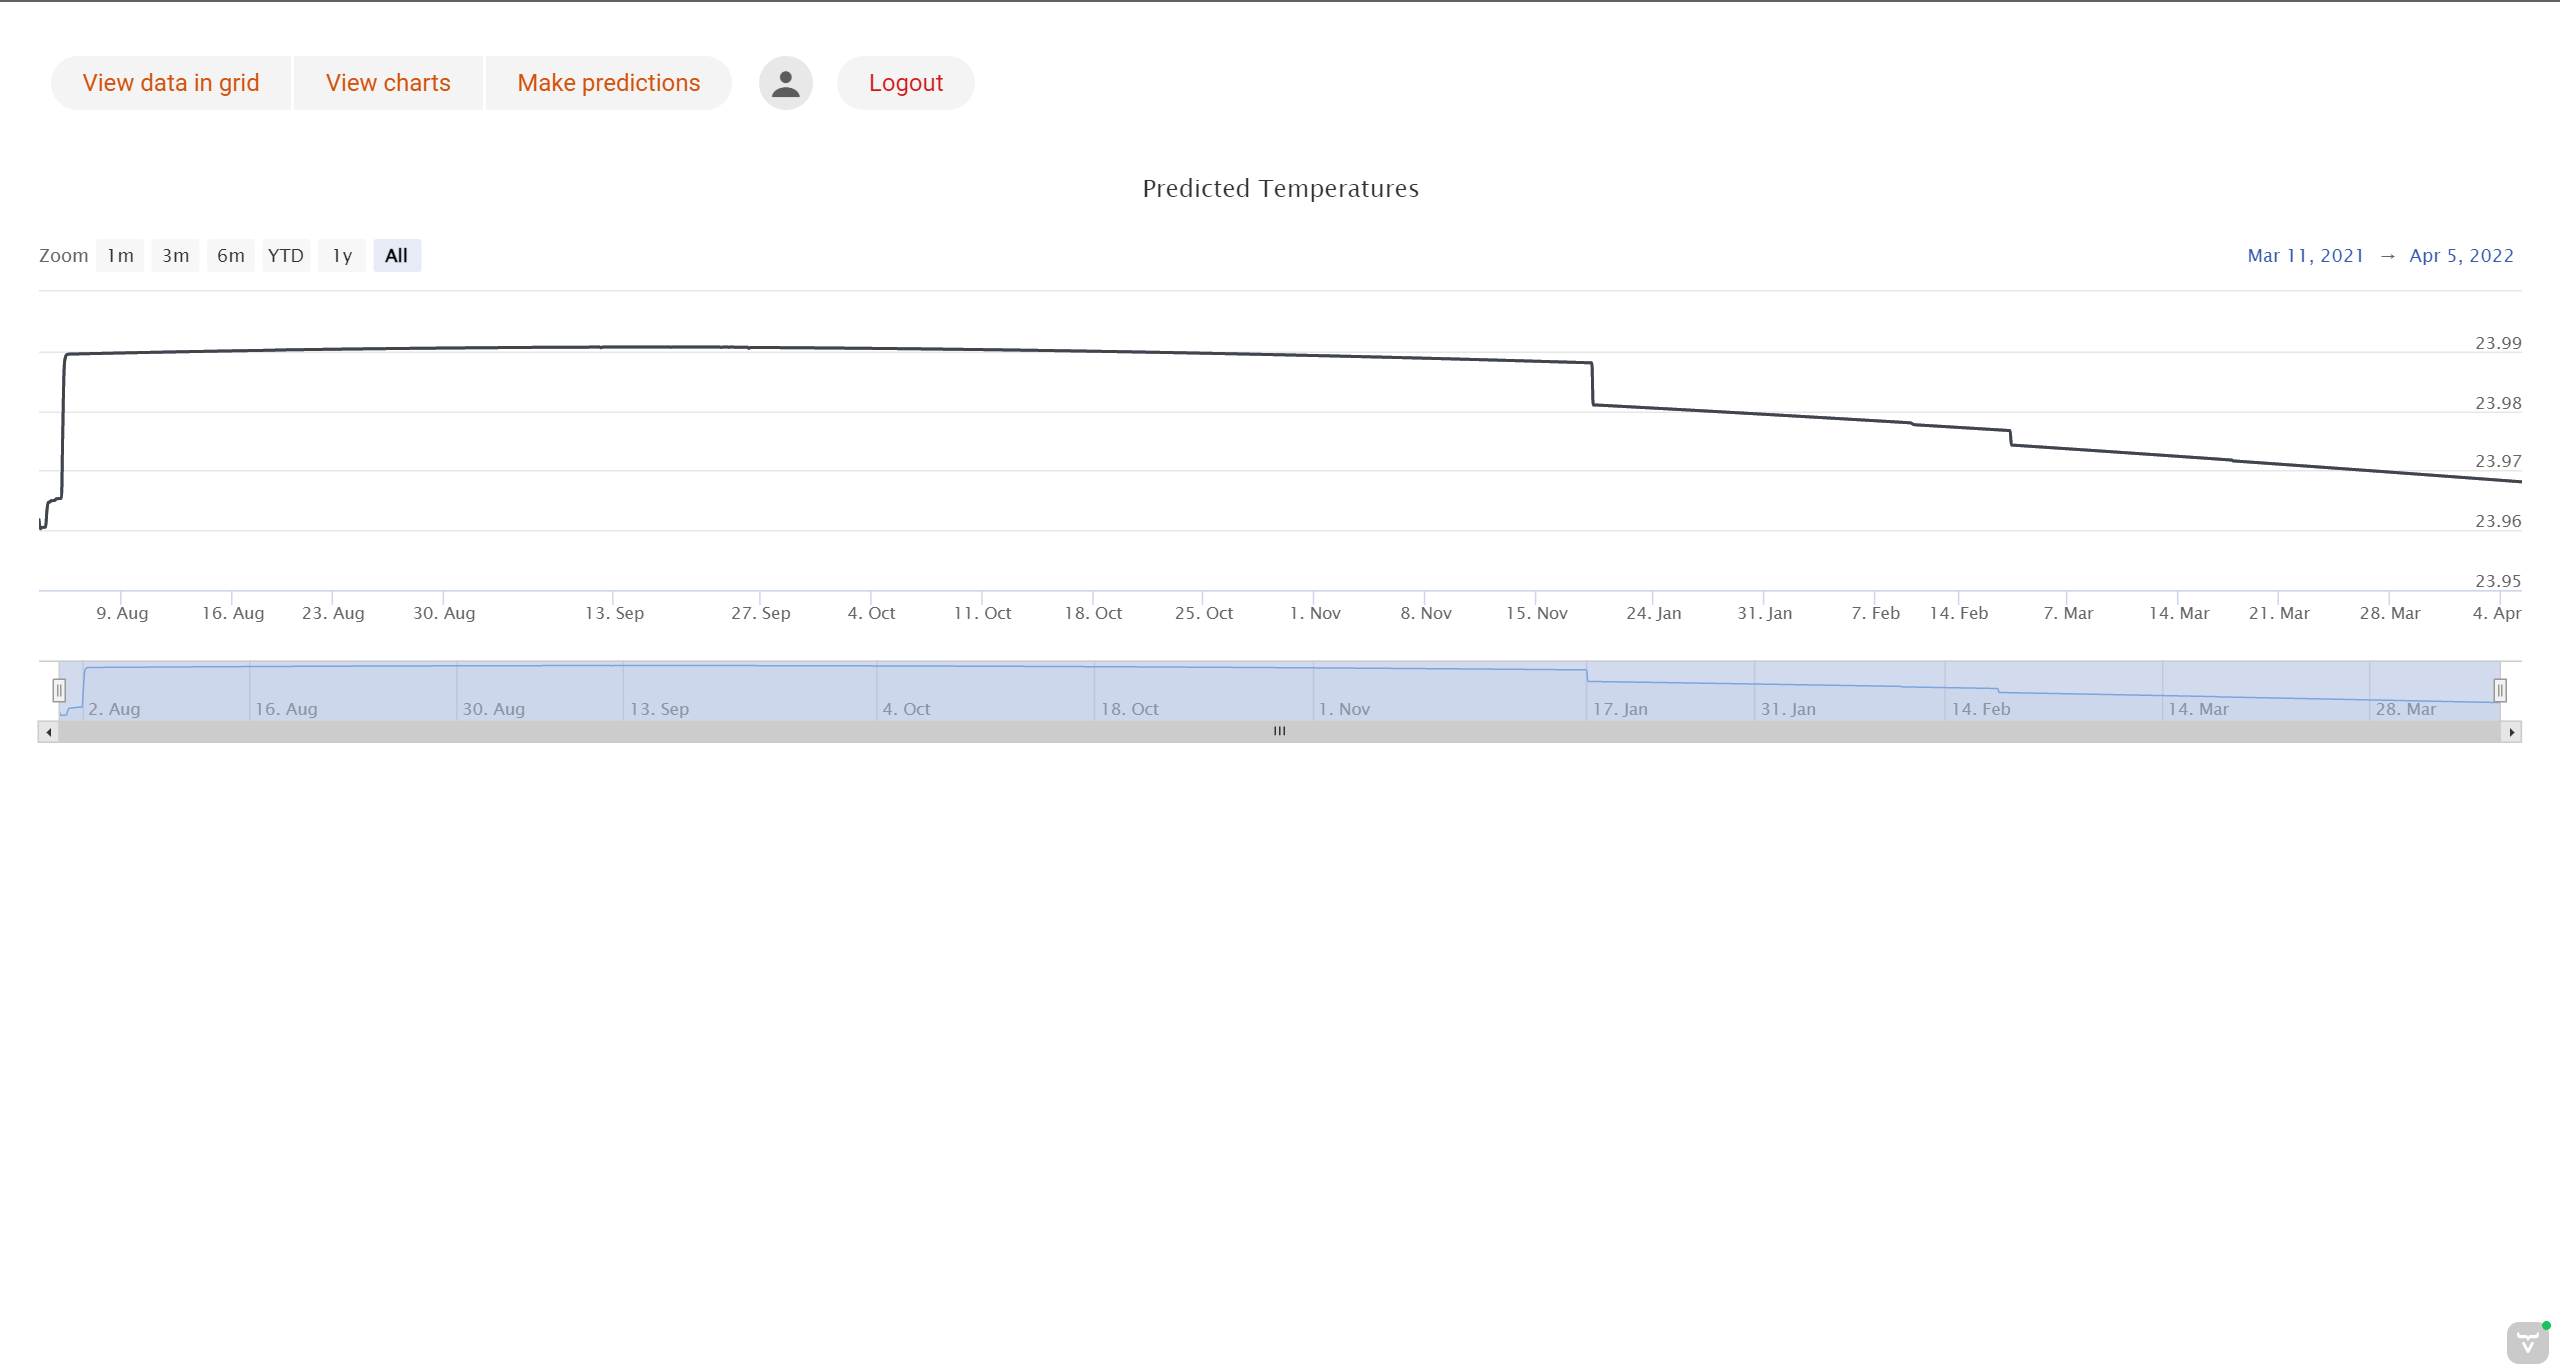 View data in grid View charts Make predictions Logout
Predicted Temperatures
Zoom 1m 3m 6m YTD 1y All Mar 11, 2021 → Apr 5, 2022
23.99
23.98
23.97
23.96
23.95
9. Aug 16. Aug 23. Aug 30. Aug 13. Sep 27. Sep 4. Oct 11. Oct 18. Oct 25. Oct 1. Nov 8. Nov 15. Nov 24. Jan 31. Jan 7. Feb 14. Feb 7. Mar 14. Mar 21. Mar 28. Mar 4. Apr
2. Aug 16. Aug 30. Aug 13. Sep 4. Oct 18. Oct 1. Nov 17. Jan 31. Jan 14. Feb 14. Mar 28. Mar